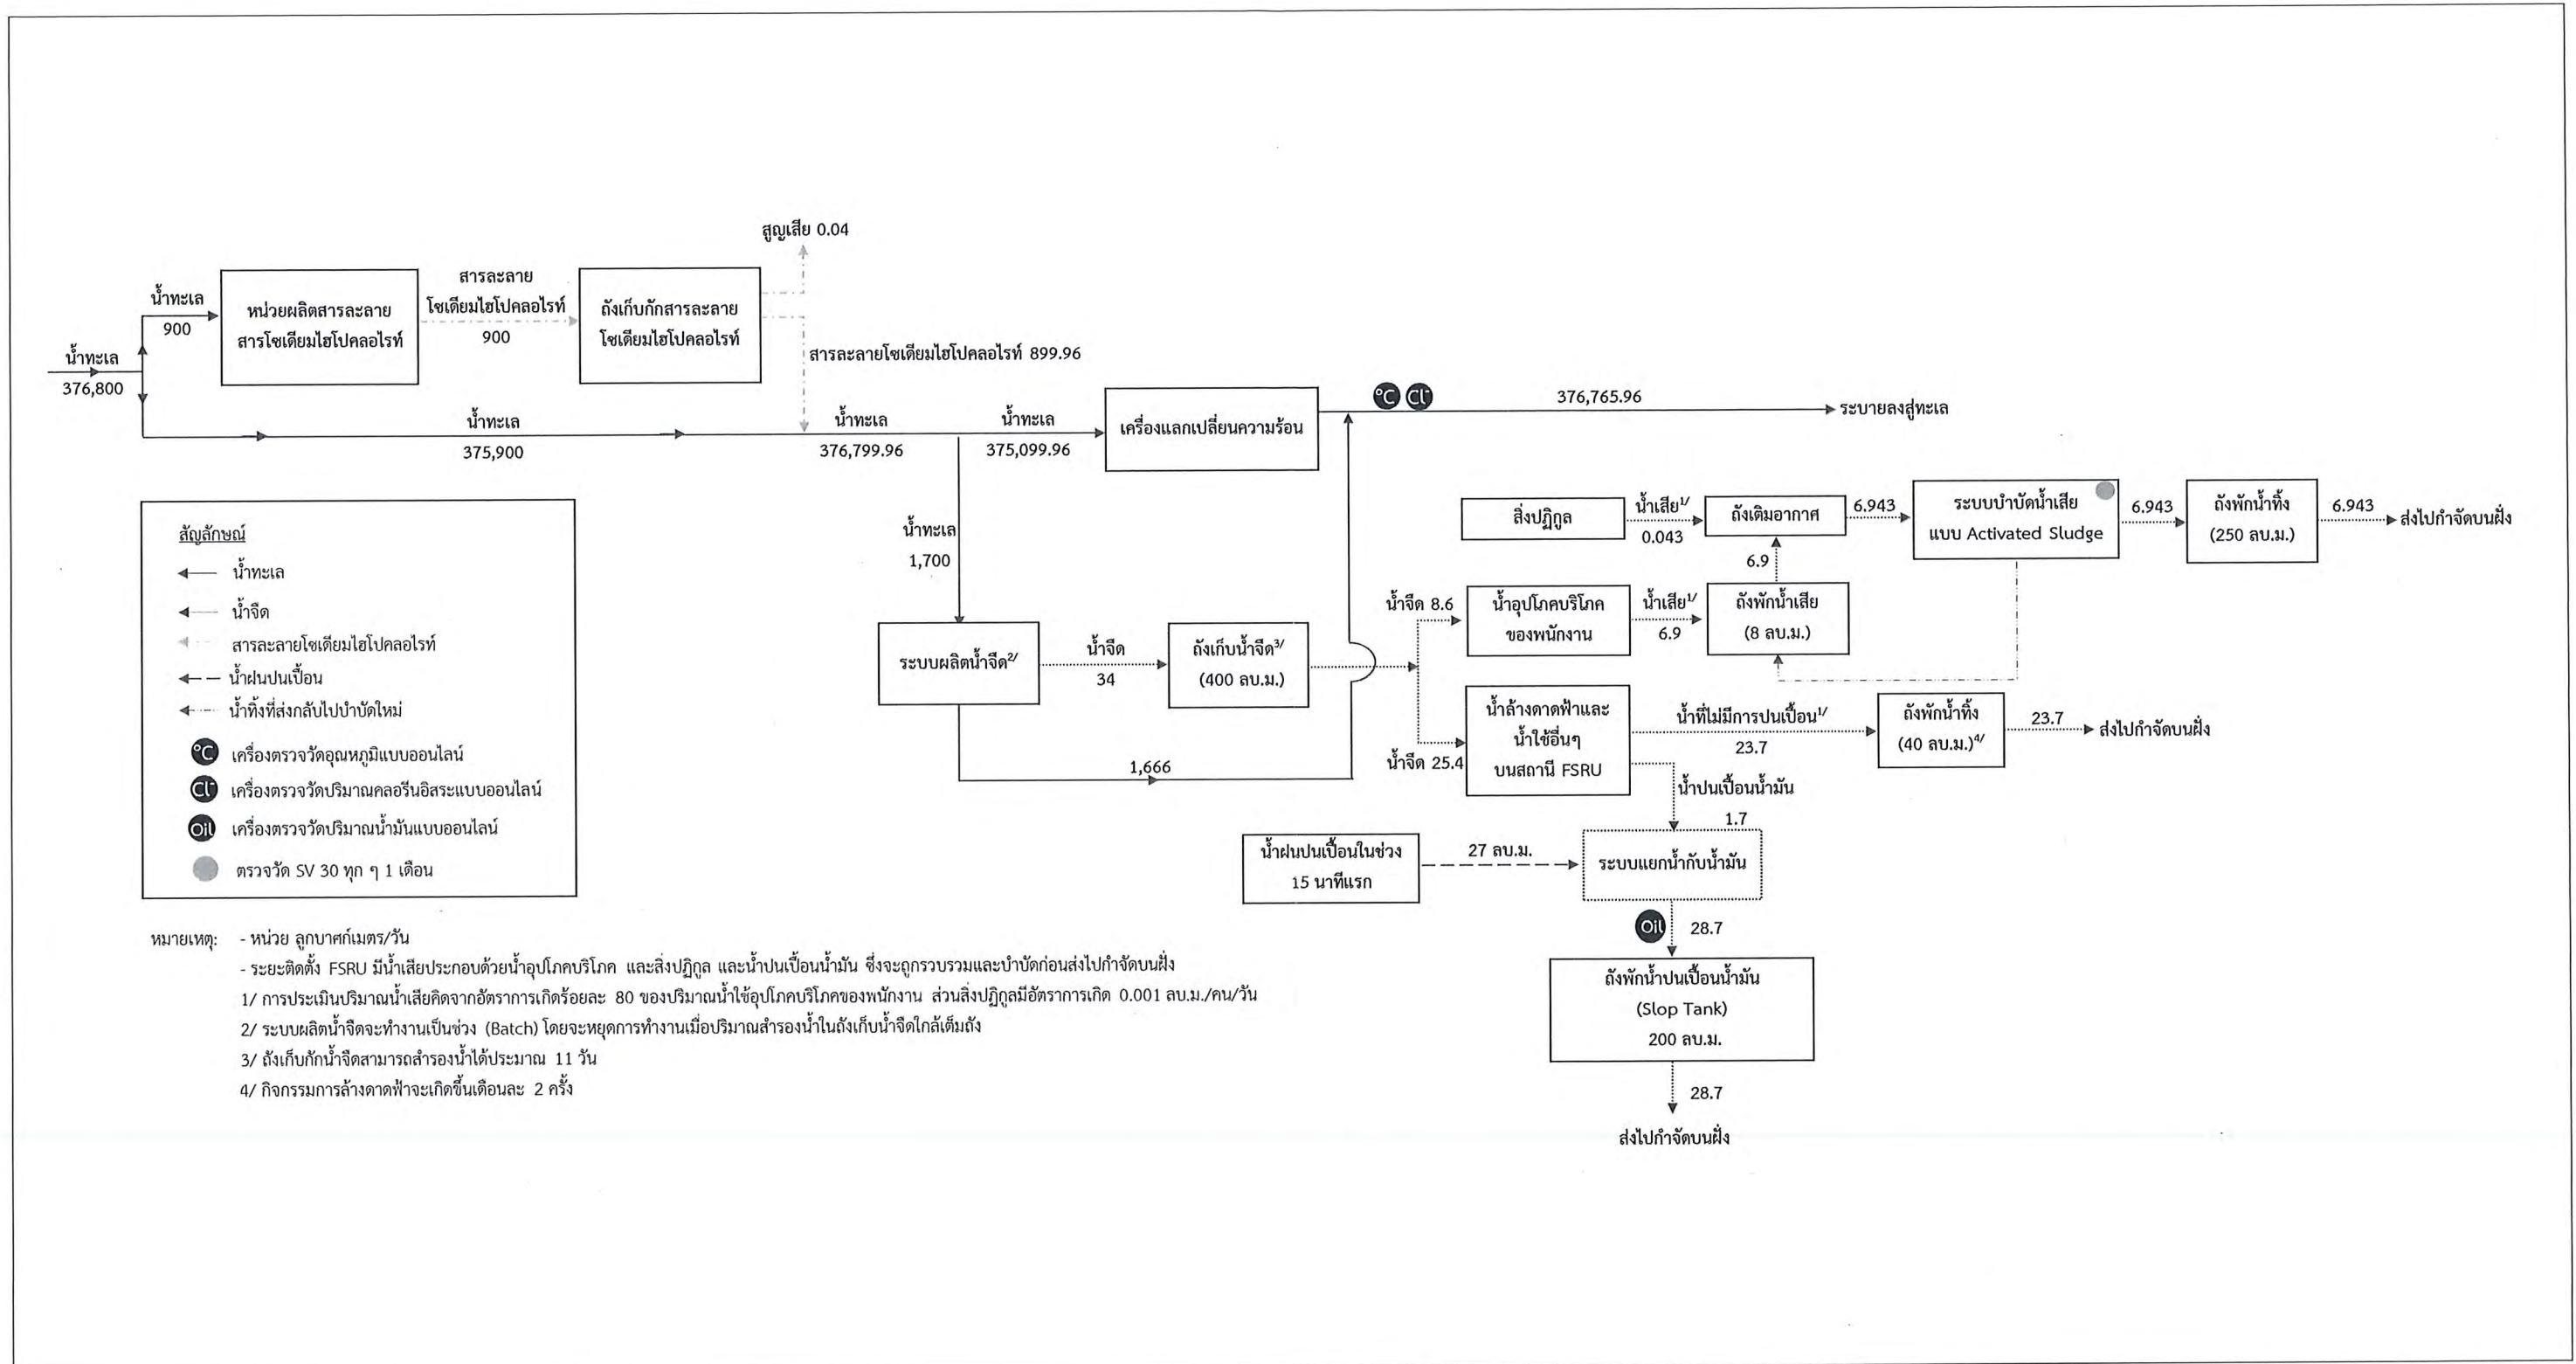 สูญเสีย 0.04
น้ำทะเล
900
หน่วยผลิตสารละลาย
สารโซเดียมไฮโปคลอไรท์
สารละลาย
โซเดียมไฮโปคลอไรท์
900
ถังเก็บกักสารละลาย
โซเดียมไฮโปคลอไรท์
น้ำทะเล
376,800
สารละลายโซเดียมไฮโปคลอไรท์ 899.96
น้ำทะเล
375,900
น้ำทะเล
376,799.96
น้ำทะเล
375,099.96
เครื่องแลกเปลี่ยนความร้อน
°C
Cl⁻
376,765.96
ระบายลงสู่ทะเล
น้ำทะเล
1,700
สิ่งปฏิกูล
น้ำเสีย1/
0.043
ถังเติมอากาศ
6.943
ระบบบำบัดน้ำเสีย
แบบ Activated Sludge
6.943
ถังพักน้ำทิ้ง
(250 ลบ.ม.)
6.943
ส่งไปกำจัดบนฝั่ง
6.9
น้ำจืด 8.6
น้ำอุปโภคบริโภค
ของพนักงาน
น้ำเสีย1/
6.9
ถังพักน้ำเสีย
(8 ลบ.ม.)
ระบบผลิตน้ำจืด2/
น้ำจืด
34
ถังเก็บน้ำจืด3/
(400 ลบ.ม.)
น้ำจืด 25.4
น้ำล้างดาดฟ้าและ
น้ำใช้อื่นๆ
บนสถานี FSRU
น้ำที่ไม่มีการปนเปื้อน1/
23.7
ถังพักน้ำทิ้ง
(40 ลบ.ม.)4/
23.7
ส่งไปกำจัดบนฝั่ง
1,666
น้ำปนเปื้อนน้ำมัน
1.7
น้ำฝนปนเปื้อนในช่วง
15 นาทีแรก
27 ลบ.ม.
ระบบแยกน้ำกับน้ำมัน
Oil
28.7
ถังพักน้ำปนเปื้อนน้ำมัน
(Slop Tank)
200 ลบ.ม.
28.7
ส่งไปกำจัดบนฝั่ง
สัญลักษณ์
น้ำทะเล
น้ำจืด
สารละลายโซเดียมไฮโปคลอไรท์
น้ำฝนปนเปื้อน
น้ำทิ้งที่ส่งกลับไปบำบัดใหม่
°C เครื่องตรวจวัดอุณหภูมิแบบออนไลน์
Cl⁻ เครื่องตรวจวัดปริมาณคลอรีนอิสระแบบออนไลน์
Oil เครื่องตรวจวัดปริมาณน้ำมันแบบออนไลน์
ตรวจวัด SV 30 ทุก ๆ 1 เดือน
หมายเหตุ: - หน่วย ลูกบาศก์เมตร/วัน
- ระยะติดตั้ง FSRU มีน้ำเสียประกอบด้วยน้ำอุปโภคบริโภค และสิ่งปฏิกูล และน้ำปนเปื้อนน้ำมัน ซึ่งจะถูกรวบรวมและบำบัดก่อนส่งไปกำจัดบนฝั่ง
1/ การประเมินปริมาณน้ำเสียคิดจากอัตราการเกิดร้อยละ 80 ของปริมาณน้ำใช้อุปโภคบริโภคของพนักงาน ส่วนสิ่งปฏิกูลมีอัตราการเกิด 0.001 ลบ.ม./คน/วัน
2/ ระบบผลิตน้ำจืดจะทำงานเป็นช่วง (Batch) โดยจะหยุดการทำงานเมื่อปริมาณสำรองน้ำในถังเก็บน้ำจืดใกล้เต็มถัง
3/ ถังเก็บกักน้ำจืดสามารถสำรองน้ำได้ประมาณ 11 วัน
4/ กิจกรรมการล้างดาดฟ้าจะเกิดขึ้นเดือนละ 2 ครั้ง